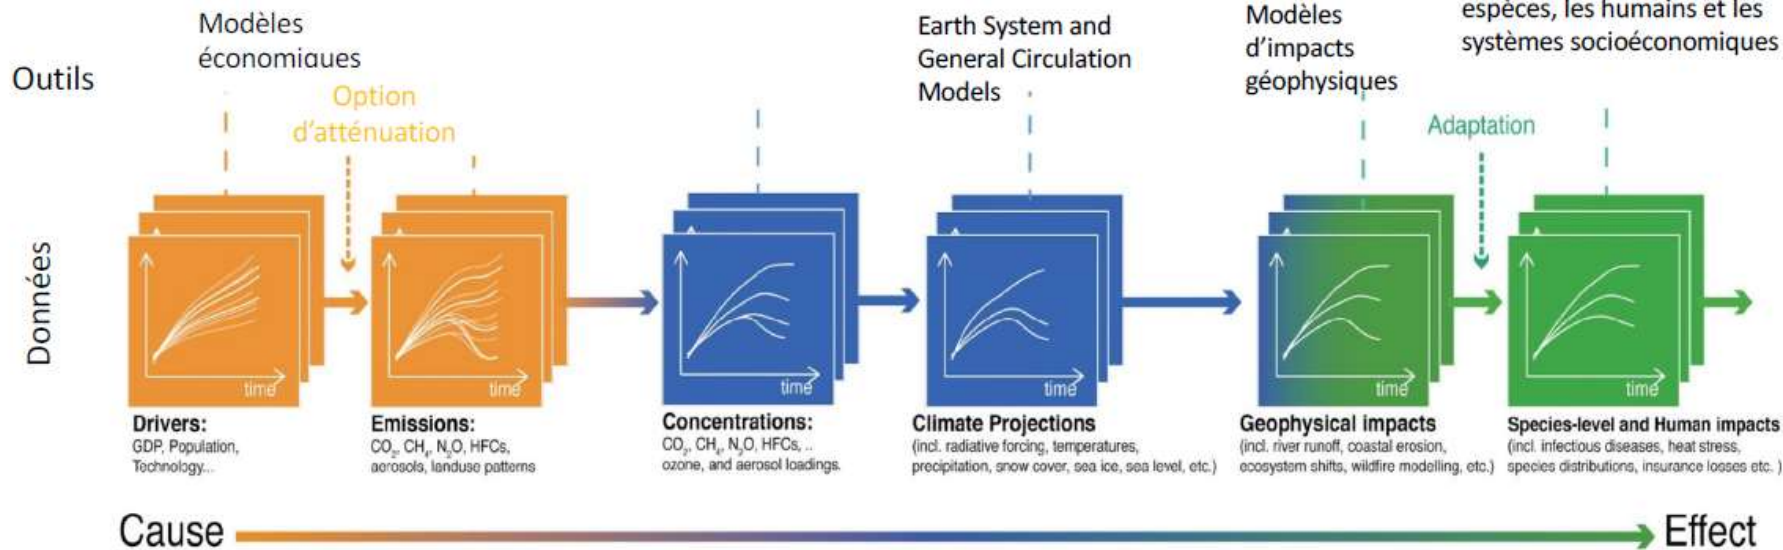 Modèles
économiques
Outils
Option
d'atténuation
Earth System and
General Circulation
Models
Modèles
d'impacts
géophysiques
espèces, les humains et les
systèmes socioéconomiques
Adaptation
Données
time
time
time
time
time
time
Drivers:
GDP, Population,
Technology...
Emissions:
CO₂, CH₄, N₂O, HFCs,
aerosols, landuse patterns
Concentrations:
CO₂, CH₄, N₂O, HFCs, ..
ozone, and aerosol loadings.
Climate Projections
(incl. radiative forcing, temperatures,
precipitation, snow cover, sea ice, sea level, etc.)
Geophysical impacts
(incl. river runoff, coastal erosion,
ecosystem shifts, wildfire modelling, etc.)
Species-level and Human impacts
(incl. infectious diseases, heat stress,
species distributions, insurance losses etc. )
Cause
Effect